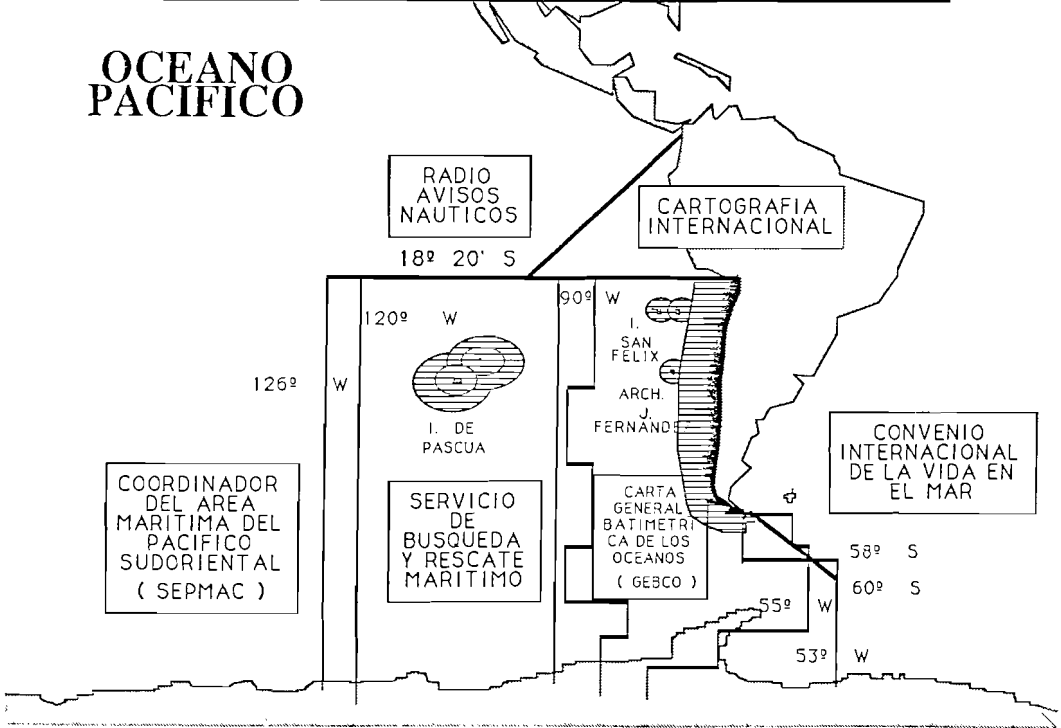 OCEANO
PACIFICO
RADIO
AVISOS
NAUTICOS
CARTOGRAFIA
INTERNACIONAL
18º 20' S
90º W
120º W
I.
SAN
FELIX
126º W
ARCH.
J.
FERNANDE
I. DE
PASCUA
CONVENIO
INTERNACIONAL
DE LA VIDA EN
EL MAR
COORDINADOR
DEL AREA
MARITIMA DEL
PACIFICO
SUDORIENTAL
( SEPMAC )
SERVICIO
DE
BUSQUEDA
Y RESCATE
MARITIMO
CARTA
GENERAL
BATIMETRI
CA DE LOS
OCEANOS
( GEBCO )
58º S
60º S
55º W
53º W